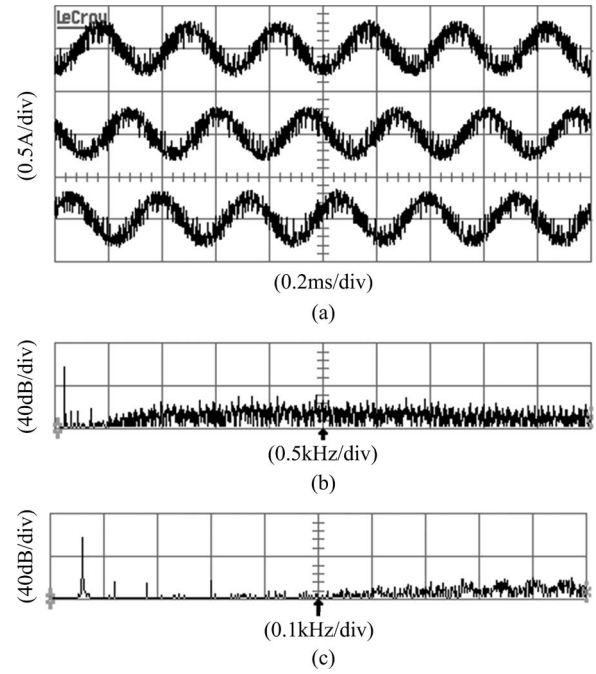 LeCroy
(0.5A/div)
(0.2ms/div)
(a)
(40dB/div)
(0.5kHz/div)
(b)
(40dB/div)
(0.1kHz/div)
(c)